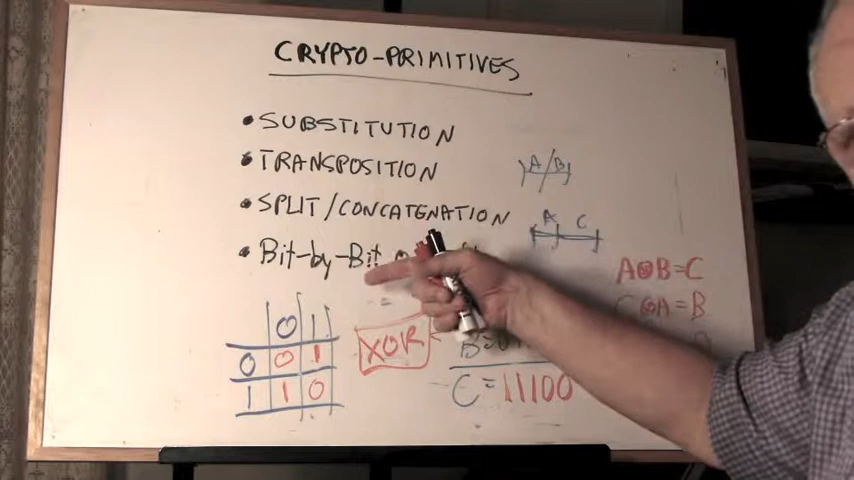 CRYPTO-PRIMITIVES
• SUBSTITUTION
• TRANSPOSITION
A/B
• SPLIT/CONCATENATION
A C
• Bit-by-Bit
A⊕B=C
C⊕A=B
0 1
0 0 1
1 1 0
XOR
B=0
C=11100